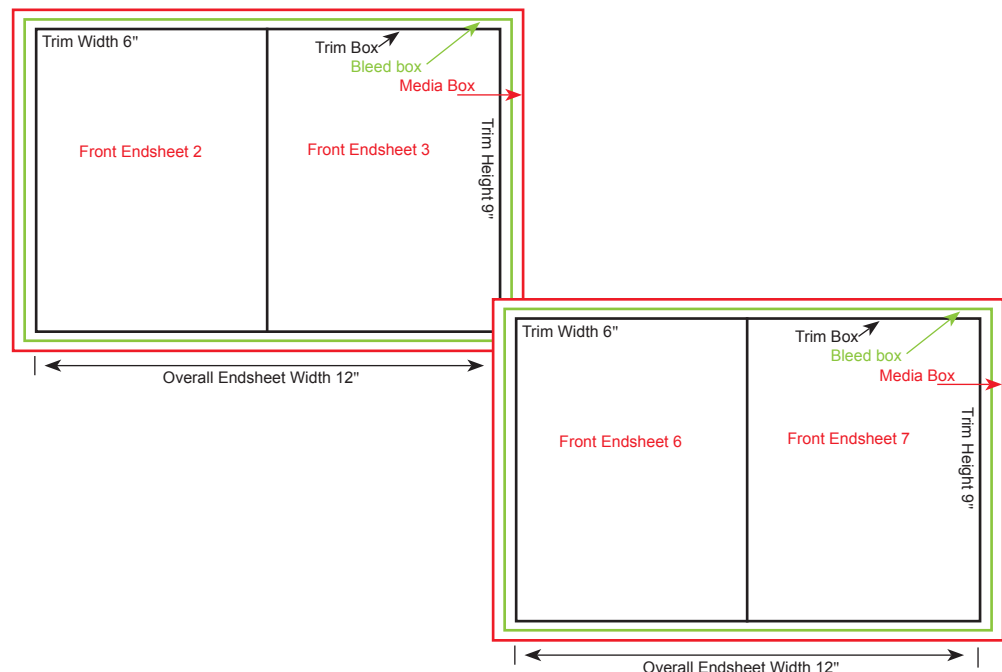 Trim Width 6"
Trim Box
Bleed box
Media Box
Trim Height 9"
Front Endsheet 2
Front Endsheet 3
Overall Endsheet Width 12"
Trim Width 6"
Trim Box
Bleed box
Media Box
Trim Height 9"
Front Endsheet 6
Front Endsheet 7
Overall Endsheet Width 12"